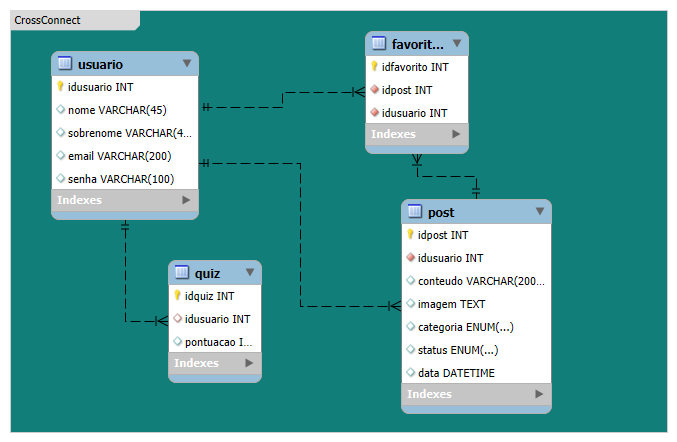 CrossConnect
usuario
idusuario INT
nome VARCHAR(45)
sobrenome VARCHAR(4...
email VARCHAR(200)
senha VARCHAR(100)
Indexes
favorit...
idfavorito INT
idpost INT
idusuario INT
Indexes
quiz
idquiz INT
idusuario INT
pontuacao I...
Indexes
post
idpost INT
idusuario INT
conteudo VARCHAR(200...
imagem TEXT
categoria ENUM(...)
status ENUM(...)
data DATETIME
Indexes